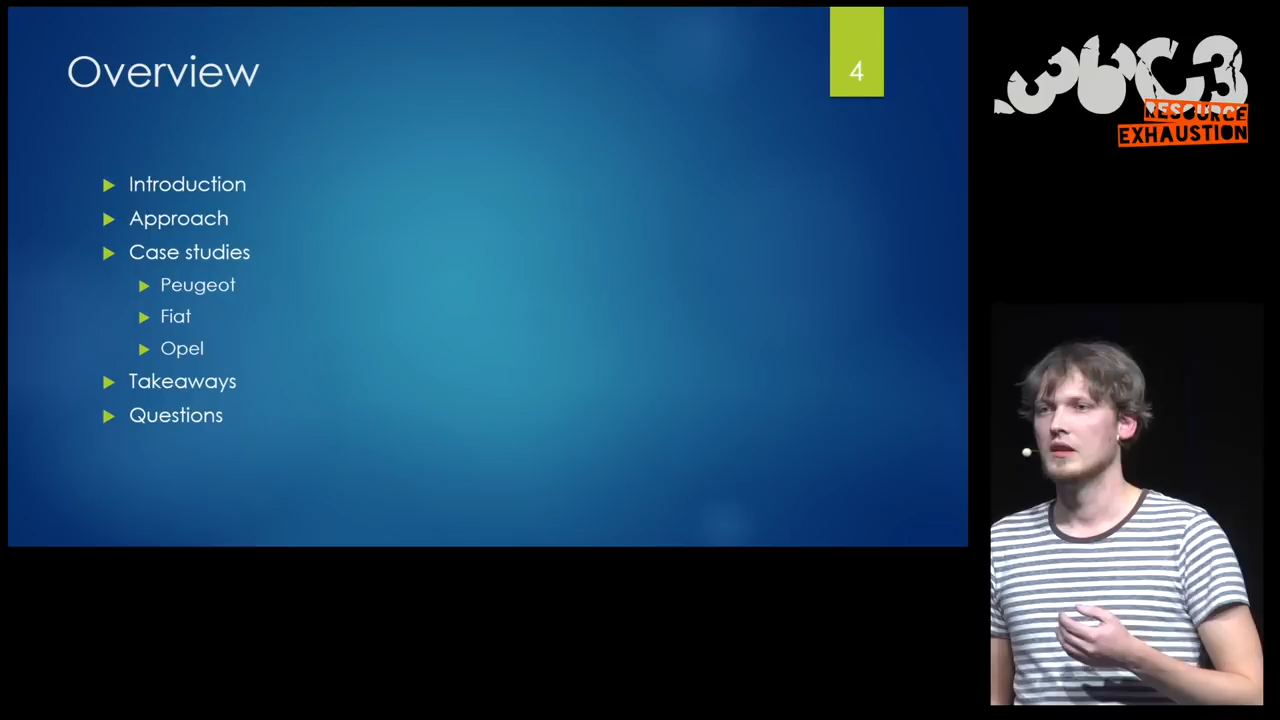 Overview
4
Introduction
Approach
Case studies
Peugeot
Fiat
Opel
Takeaways
Questions
36C3
RESOURCE
EXHAUSTION